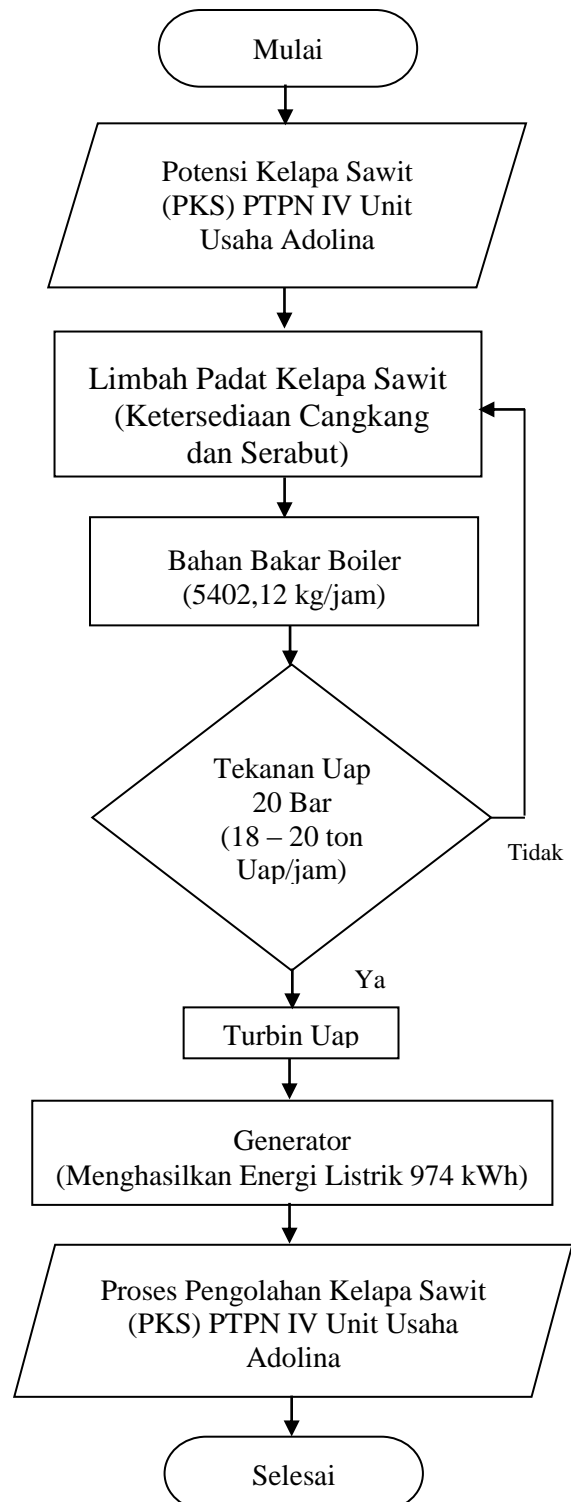 Mulai
Potensi Kelapa Sawit
(PKS) PTPN IV Unit
Usaha Adolina
Limbah Padat Kelapa Sawit
(Ketersediaan Cangkang
dan Serabut)
Bahan Bakar Boiler
(5402,12 kg/jam)
Tekanan Uap
20 Bar
(18 – 20 ton
Uap/jam)
Tidak
Ya
Turbin Uap
Generator
(Menghasilkan Energi Listrik 974 kWh)
Proses Pengolahan Kelapa Sawit
(PKS) PTPN IV Unit Usaha
Adolina
Selesai